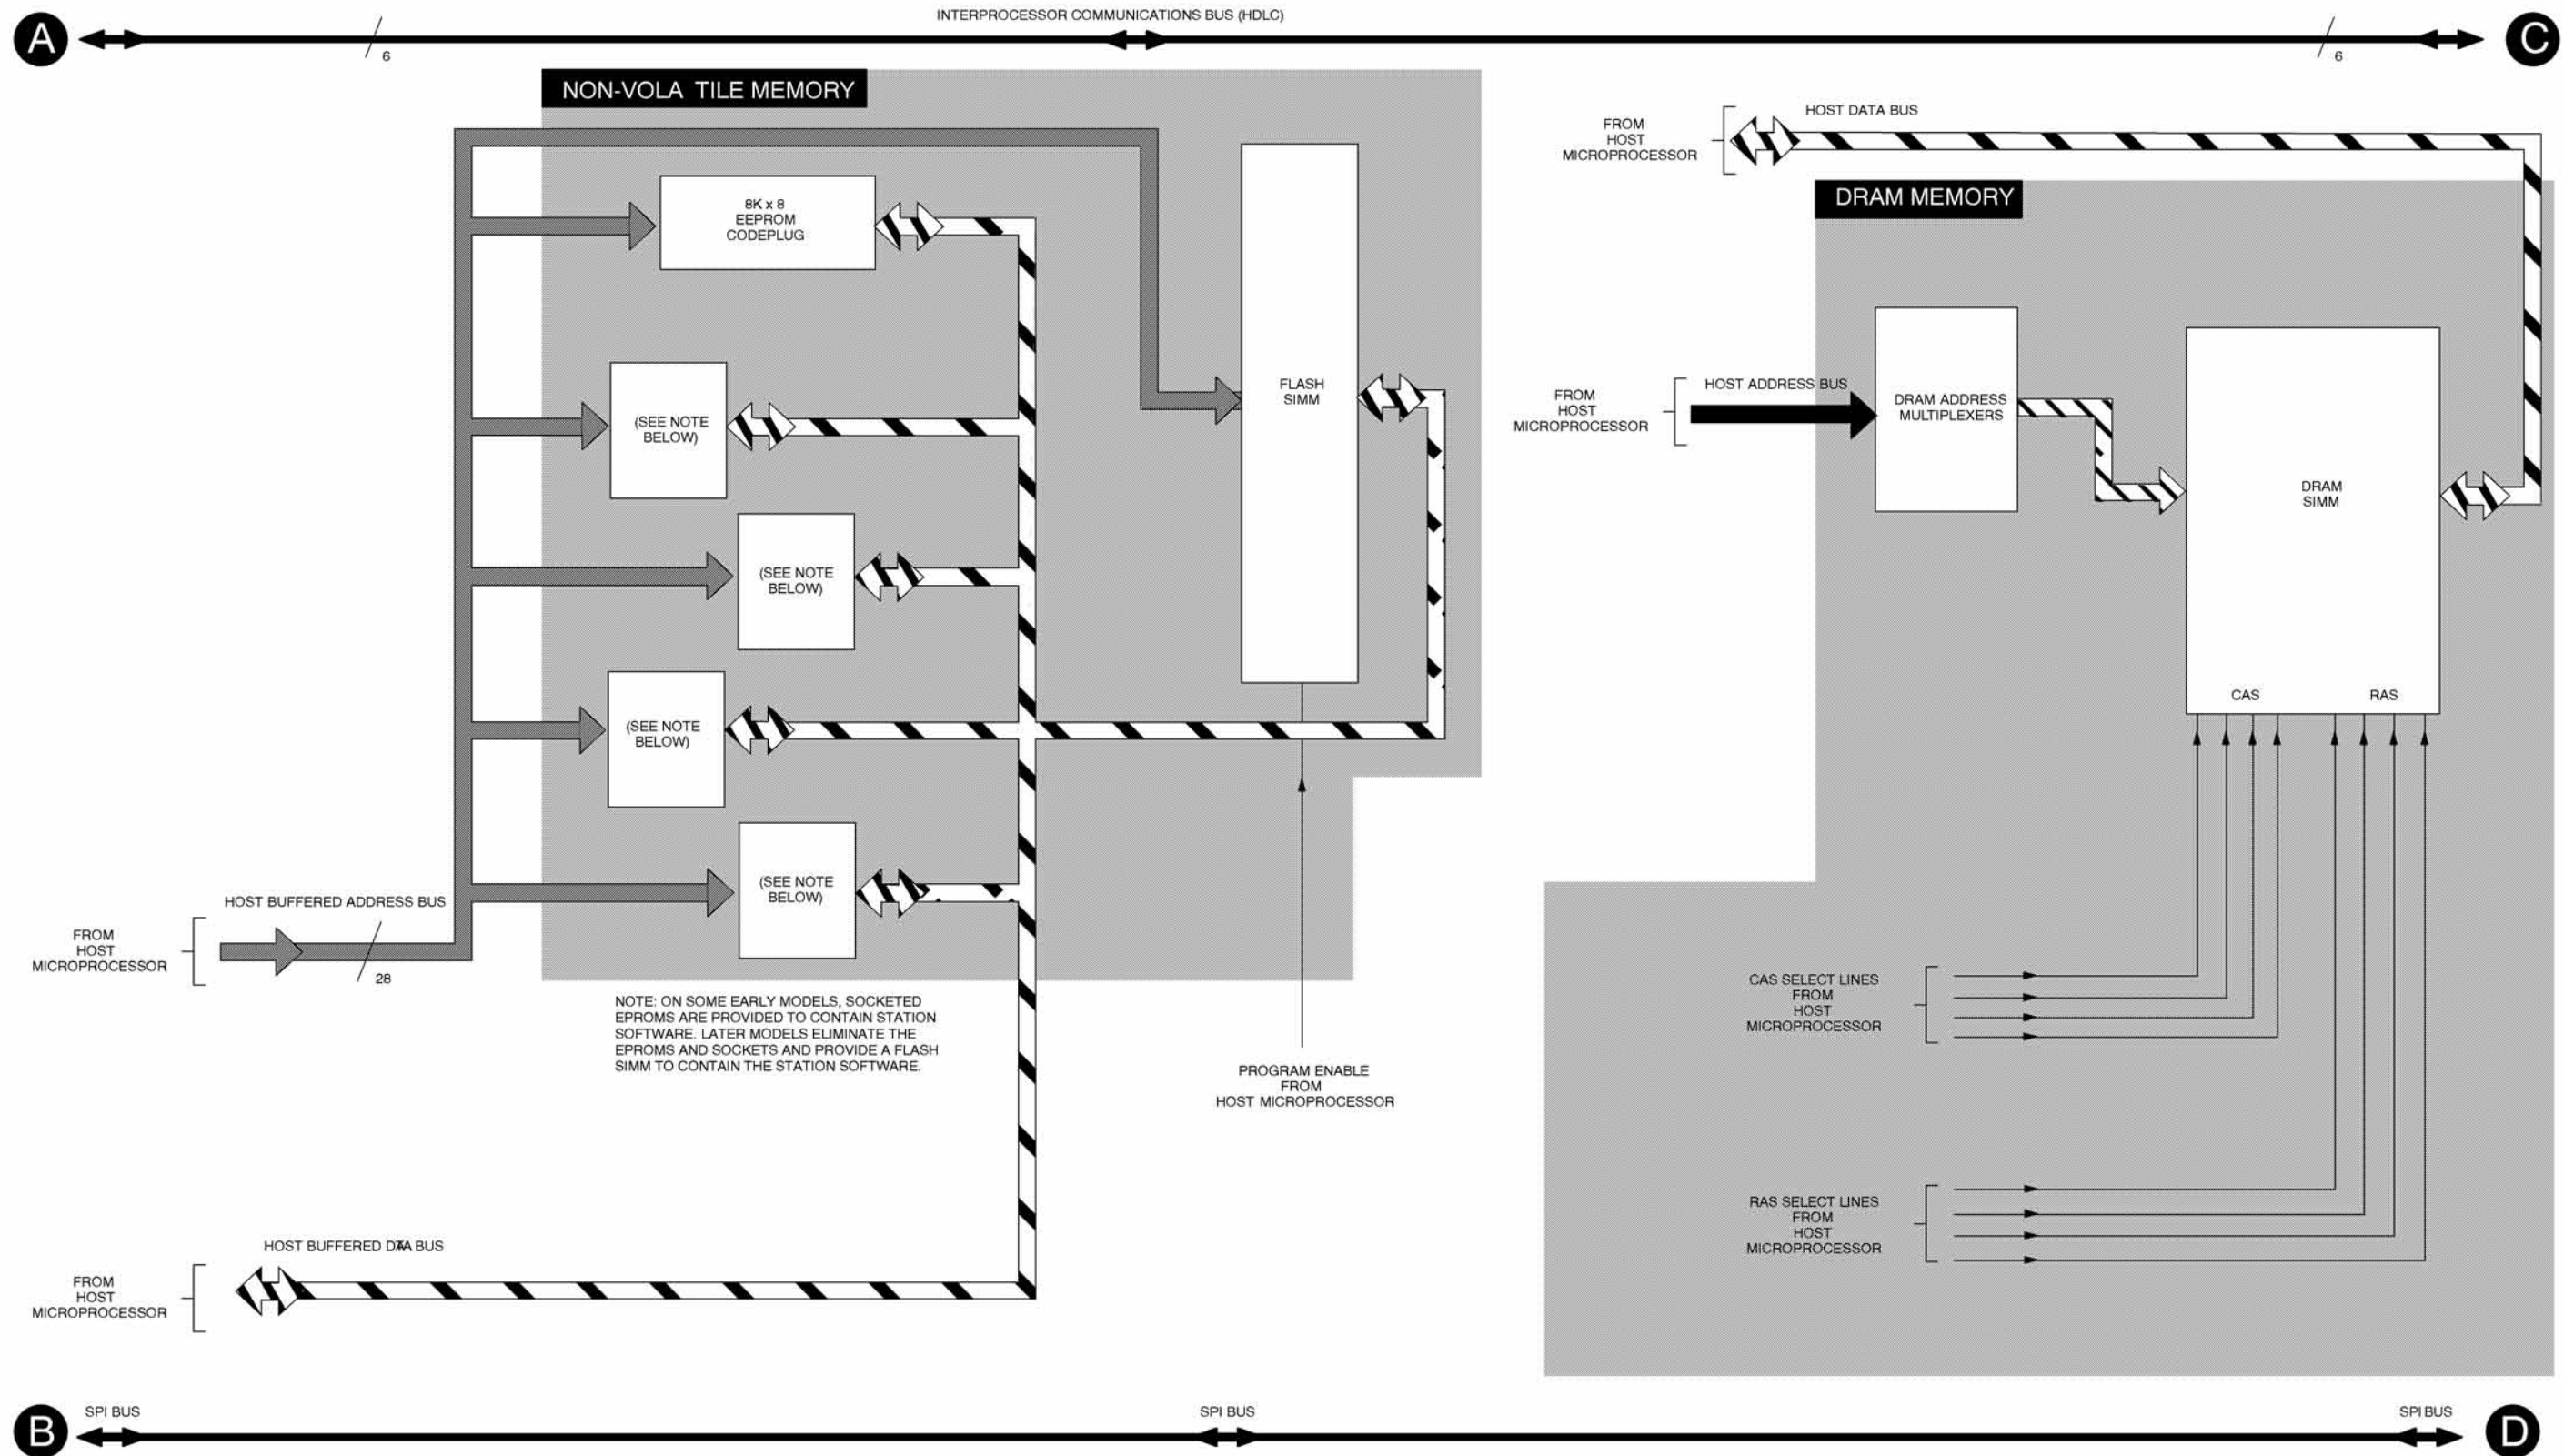 INTERPROCESSOR COMMUNICATIONS BUS (HDLC)
A
6
6
C
NON-VOLA TILE MEMORY
8K x 8
EEPROM
CODEPLUG
(SEE NOTE
BELOW)
(SEE NOTE
BELOW)
(SEE NOTE
BELOW)
(SEE NOTE
BELOW)
FLASH
SIMM
HOST BUFFERED ADDRESS BUS
FROM
HOST
MICROPROCESSOR
28
NOTE: ON SOME EARLY MODELS, SOCKETED
EPROMS ARE PROVIDED TO CONTAIN STATION
SOFTWARE. LATER MODELS ELIMINATE THE
EPROMS AND SOCKETS AND PROVIDE A FLASH
SIMM TO CONTAIN THE STATION SOFTWARE.
PROGRAM ENABLE
FROM
HOST MICROPROCESSOR
HOST BUFFERED DATA BUS
FROM
HOST
MICROPROCESSOR
HOST DATA BUS
FROM
HOST
MICROPROCESSOR
DRAM MEMORY
HOST ADDRESS BUS
FROM
HOST
MICROPROCESSOR
DRAM ADDRESS
MULTIPLEXERS
DRAM
SIMM
CAS
RAS
CAS SELECT LINES
FROM
HOST
MICROPROCESSOR
RAS SELECT LINES
FROM
HOST
MICROPROCESSOR
B
SPI BUS
SPI BUS
SPI BUS
D